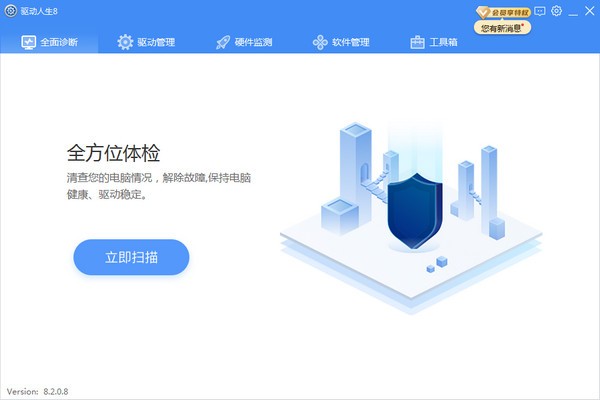 驱动人生8
会员享特权
您有新消息
全面诊断
驱动管理
硬件监测
软件管理
工具箱
全方位体检
清查您的电脑情况，解除故障,保持电脑
健康、驱动稳定。
立即扫描
Version: 8.2.0.8